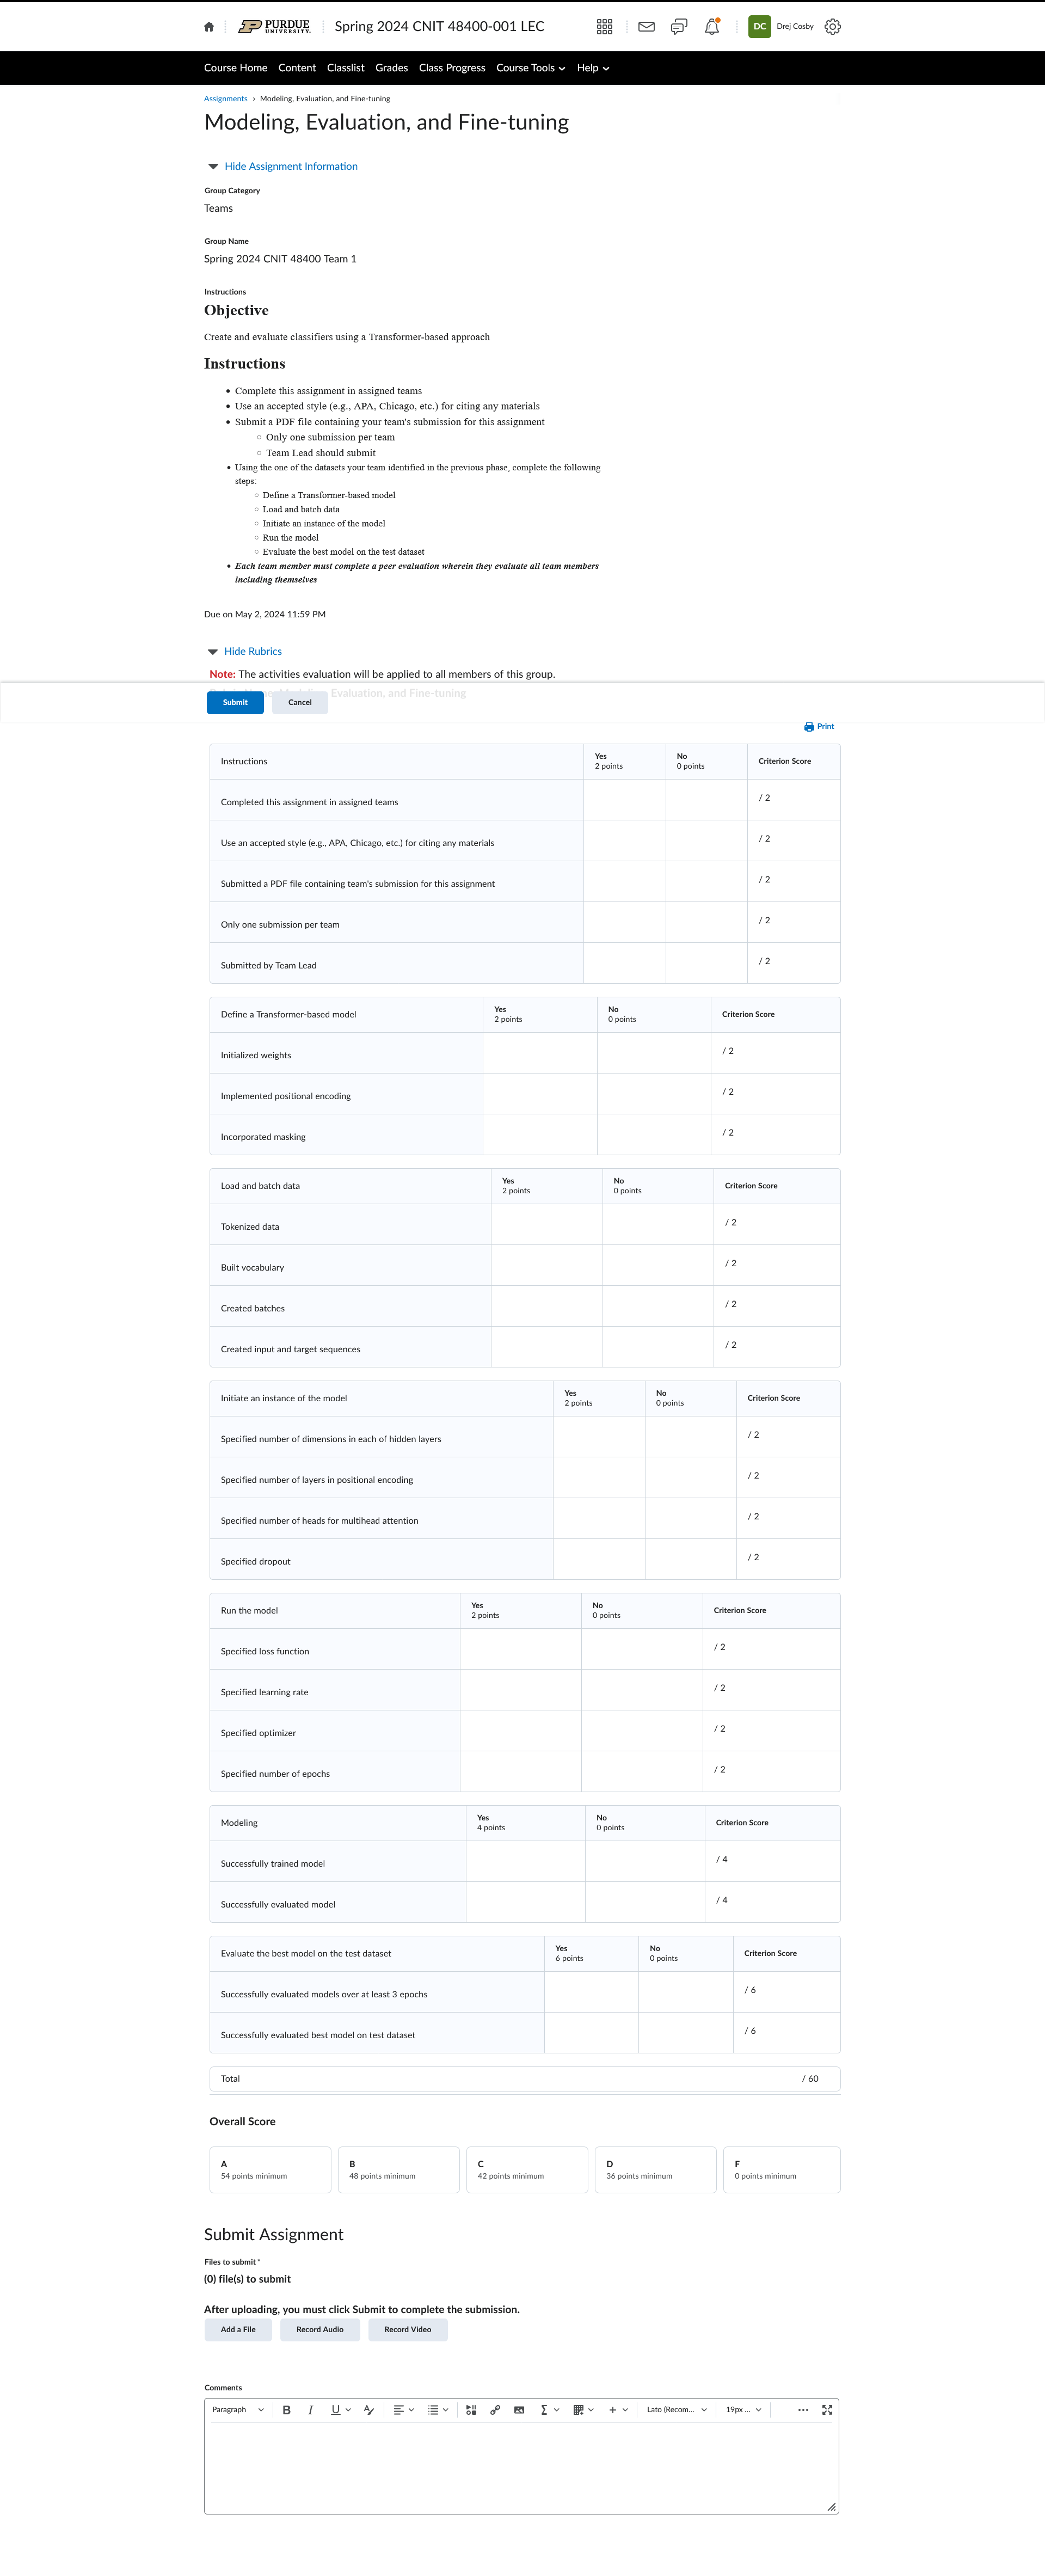 PURDUE
UNIVERSITY.
Spring 2024 CNIT 48400-001 LEC
DC
Drej Cosby
Course Home
Content
Classlist
Grades
Class Progress
Course Tools
Help
Assignments › Modeling, Evaluation, and Fine-tuning
Modeling, Evaluation, and Fine-tuning
Hide Assignment Information
Group Category
Teams
Group Name
Spring 2024 CNIT 48400 Team 1
Instructions
Objective
Create and evaluate classifiers using a Transformer-based approach
Instructions
• Complete this assignment in assigned teams
• Use an accepted style (e.g., APA, Chicago, etc.) for citing any materials
• Submit a PDF file containing your team's submission for this assignment
○ Only one submission per team
○ Team Lead should submit
• Using the one of the datasets your team identified in the previous phase, complete the following
steps:
○ Define a Transformer-based model
○ Load and batch data
○ Initiate an instance of the model
○ Run the model
○ Evaluate the best model on the test dataset
• Each team member must complete a peer evaluation wherein they evaluate all team members
including themselves
Due on May 2, 2024 11:59 PM
Hide Rubrics
Note: The activities evaluation will be applied to all members of this group.
Evaluation, and Fine-tuning
Submit
Cancel
Print
Instructions
Yes
2 points
No
0 points
Criterion Score
Completed this assignment in assigned teams
/ 2
Use an accepted style (e.g., APA, Chicago, etc.) for citing any materials
/ 2
Submitted a PDF file containing team's submission for this assignment
/ 2
Only one submission per team
/ 2
Submitted by Team Lead
/ 2
Define a Transformer-based model
Yes
2 points
No
0 points
Criterion Score
Initialized weights
/ 2
Implemented positional encoding
/ 2
Incorporated masking
/ 2
Load and batch data
Yes
2 points
No
0 points
Criterion Score
Tokenized data
/ 2
Built vocabulary
/ 2
Created batches
/ 2
Created input and target sequences
/ 2
Initiate an instance of the model
Yes
2 points
No
0 points
Criterion Score
Specified number of dimensions in each of hidden layers
/ 2
Specified number of layers in positional encoding
/ 2
Specified number of heads for multihead attention
/ 2
Specified dropout
/ 2
Run the model
Yes
2 points
No
0 points
Criterion Score
Specified loss function
/ 2
Specified learning rate
/ 2
Specified optimizer
/ 2
Specified number of epochs
/ 2
Modeling
Yes
4 points
No
0 points
Criterion Score
Successfully trained model
/ 4
Successfully evaluated model
/ 4
Evaluate the best model on the test dataset
Yes
6 points
No
0 points
Criterion Score
Successfully evaluated models over at least 3 epochs
/ 6
Successfully evaluated best model on test dataset
/ 6
Total
/ 60
Overall Score
A
54 points minimum
B
48 points minimum
C
42 points minimum
D
36 points minimum
F
0 points minimum
Submit Assignment
Files to submit *
(0) file(s) to submit
After uploading, you must click Submit to complete the submission.
Add a File
Record Audio
Record Video
Comments
Paragraph
B
I
U
Lato (Recom...
19px ...